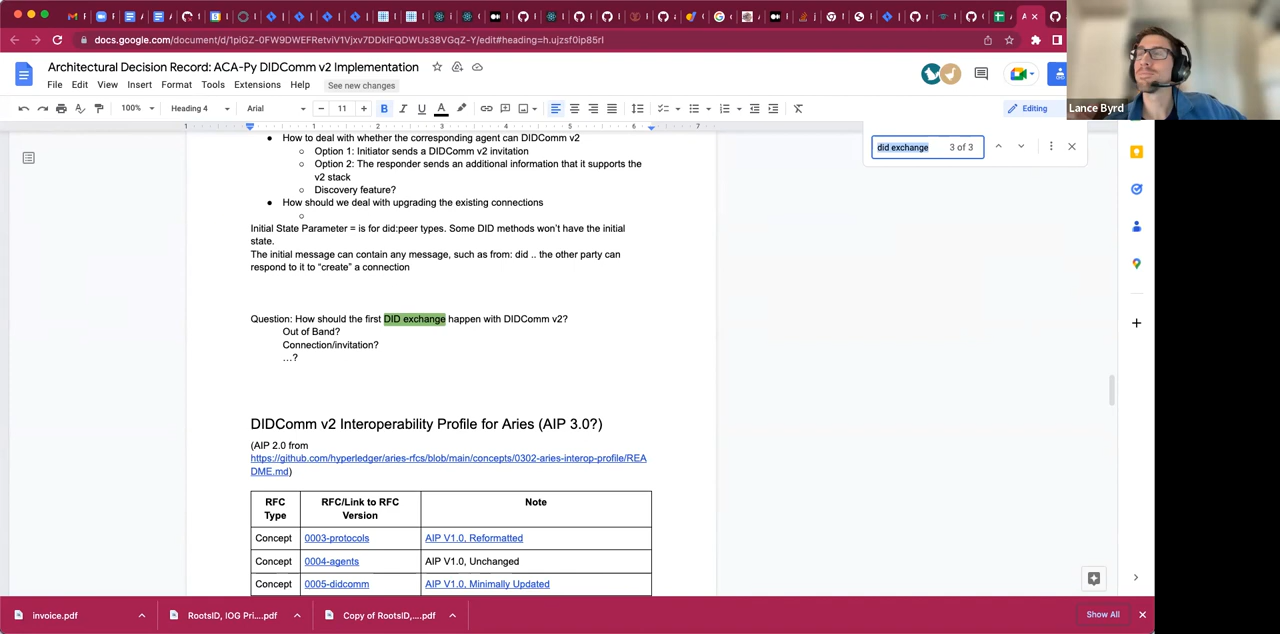 docs.google.com/document/d/1piGZ-0FW9DWEFRetviV1Vjxv7DDkIFQDWUs38VGqZ-Y/edit#heading=h.ujzsf0ip85rl
Architectural Decision Record: ACA-Py DIDComm v2 Implementation
File Edit View Insert Format Tools Extensions Help
See new changes
Lance Byrd
100%
Heading 4
Arial
11
Editing
did exchange
3 of 3
How to deal with whether the corresponding agent can DIDComm v2
Option 1: Initiator sends a DIDComm v2 invitation
Option 2: The responder sends an additional information that it supports the
v2 stack
Discovery feature?
How should we deal with upgrading the existing connections
Initial State Parameter = is for did:peer types. Some DID methods won't have the initial
state.
The initial message can contain any message, such as from: did .. the other party can
respond to it to "create" a connection
Question: How should the first DID exchange happen with DIDComm v2?
Out of Band?
Connection/invitation?
…?
DIDComm v2 Interoperability Profile for Aries (AIP 3.0?)
(AIP 2.0 from
https://github.com/hyperledger/aries-rfcs/blob/main/concepts/0302-aries-interop-profile/REA
DME.md)
RFC Type RFC/Link to RFC Version Note
Concept 0003-protocols AIP V1.0, Reformatted
Concept 0004-agents AIP V1.0, Unchanged
Concept 0005-didcomm AIP V1.0, Minimally Updated
invoice.pdf
RootsID, IOG Pri....pdf
Copy of RootsID,....pdf
Show All